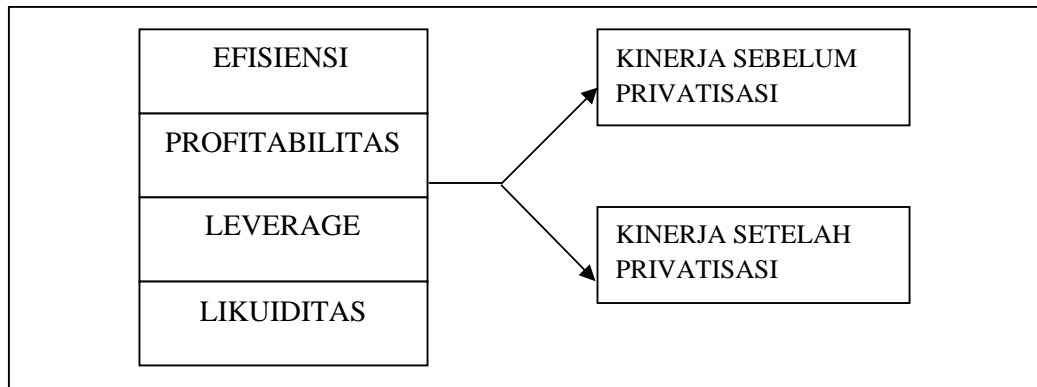 EFISIENSI
PROFITABILITAS
LEVERAGE
LIKUIDITAS
KINERJA SEBELUM
PRIVATISASI
KINERJA SETELAH
PRIVATISASI